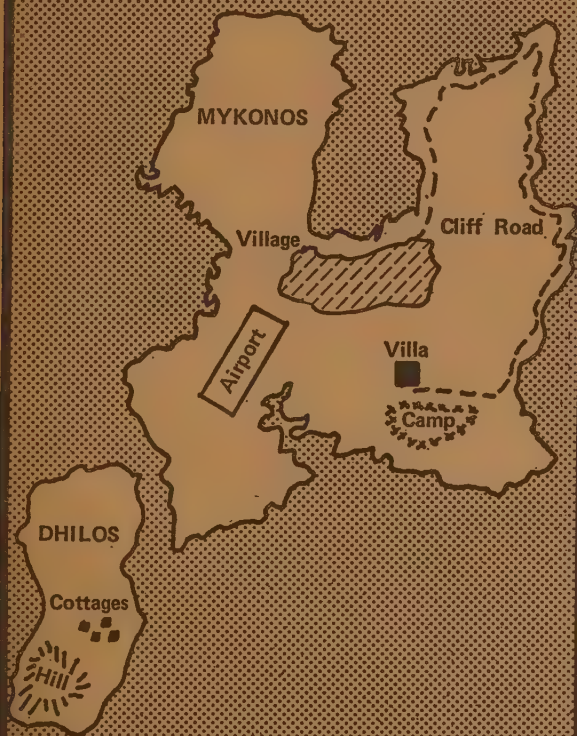 MYKONOS
Cliff Road
Village
Airport
Villa
Camp
DHILOS
Cottages
Hill